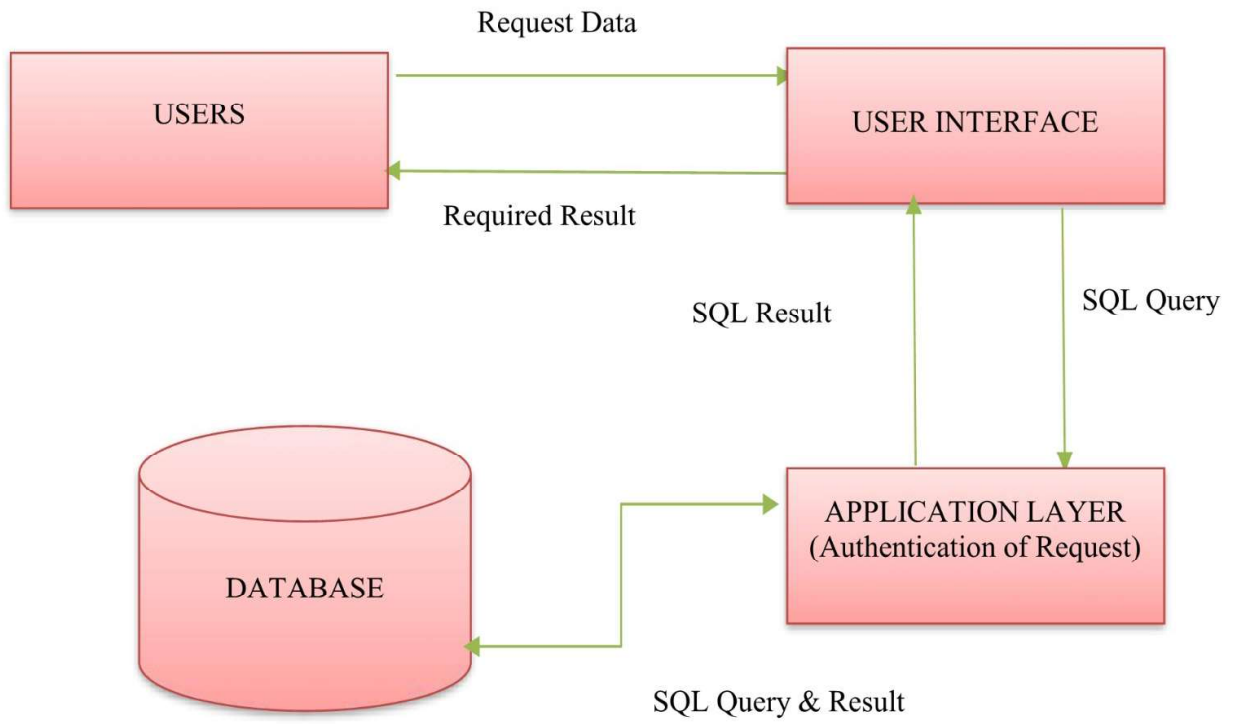 Request Data
USERS
USER INTERFACE
Required Result
SQL Result
SQL Query
APPLICATION LAYER
(Authentication of Request)
DATABASE
SQL Query & Result